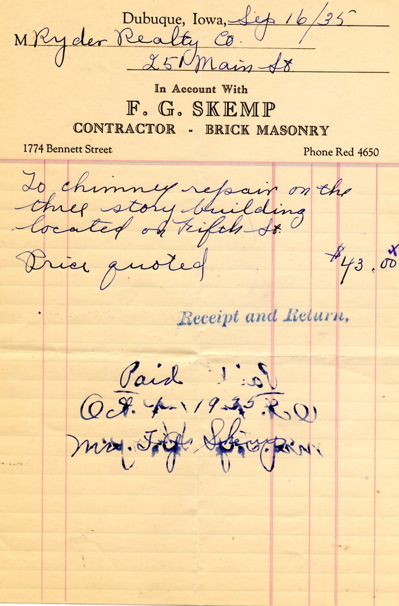 Dubuque, Iowa, Sep 16/35
M Ryder Realty Co.
251 Main St
In Account With
F. G. SKEMP
CONTRACTOR - BRICK MASONRY
1774 Bennett Street Phone Red 4650
To chimney repair on the
three story building
located on Fifth St.
Price quoted $43.00 x
Receipt and Return.
Paid
Oct. 1935
Mrs. F. G. Skemp